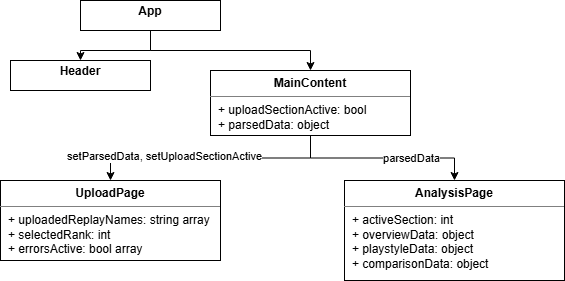 App
Header
MainContent
+ uploadSectionActive: bool
+ parsedData: object
setParsedData, setUploadSectionActive
parsedData
UploadPage
+ uploadedReplayNames: string array
+ selectedRank: int
+ errorsActive: bool array
AnalysisPage
+ activeSection: int
+ overviewData: object
+ playstyleData: object
+ comparisonData: object